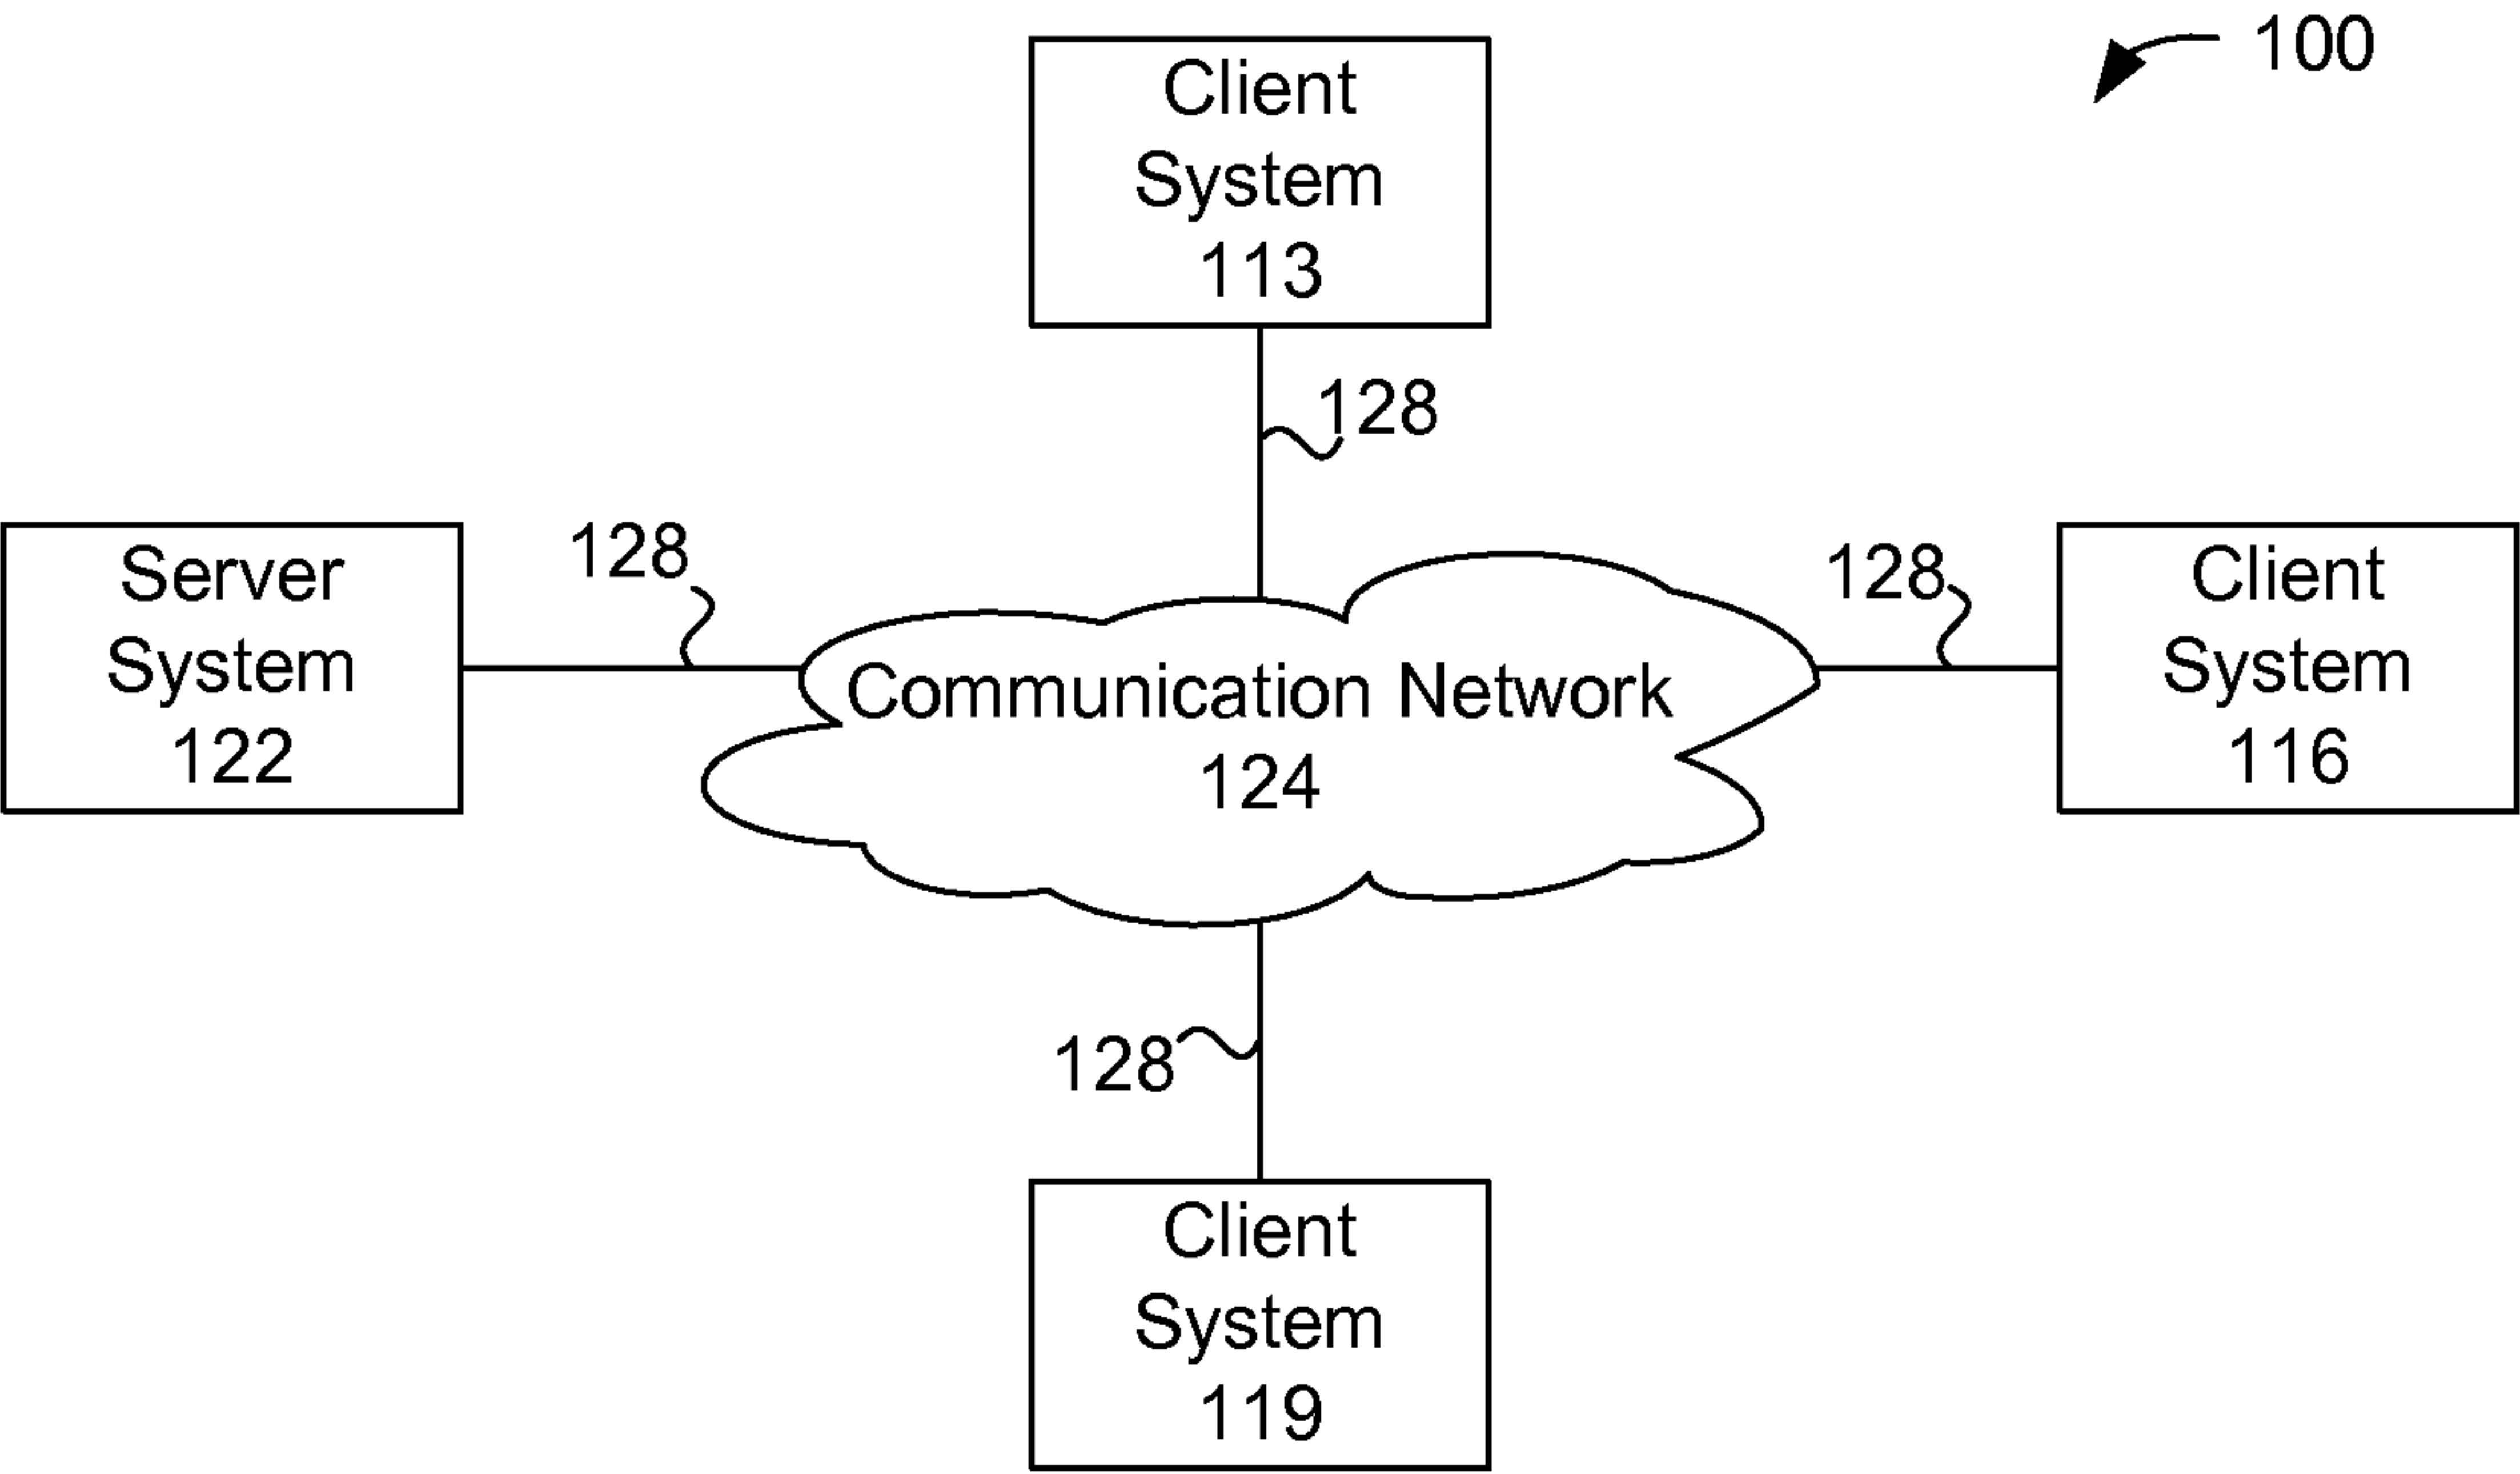 100
Client
System
113
128
Server
System
122
128
128
Client
System
116
Communication Network
124
128
Client
System
119